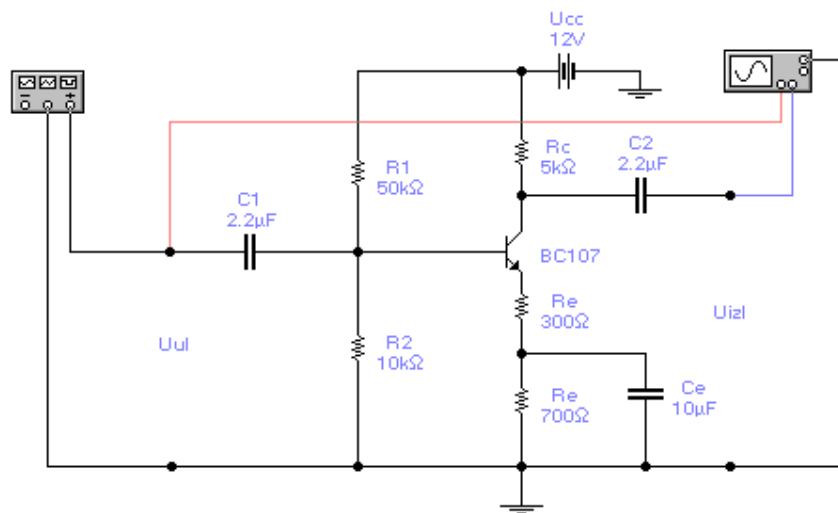 Ucc
12V
R1
50kΩ
Rc
5kΩ
C2
2.2µF
C1
2.2µF
BC107
Re
300Ω
Uizl
Uul
R2
10kΩ
Re
700Ω
Ce
10µF